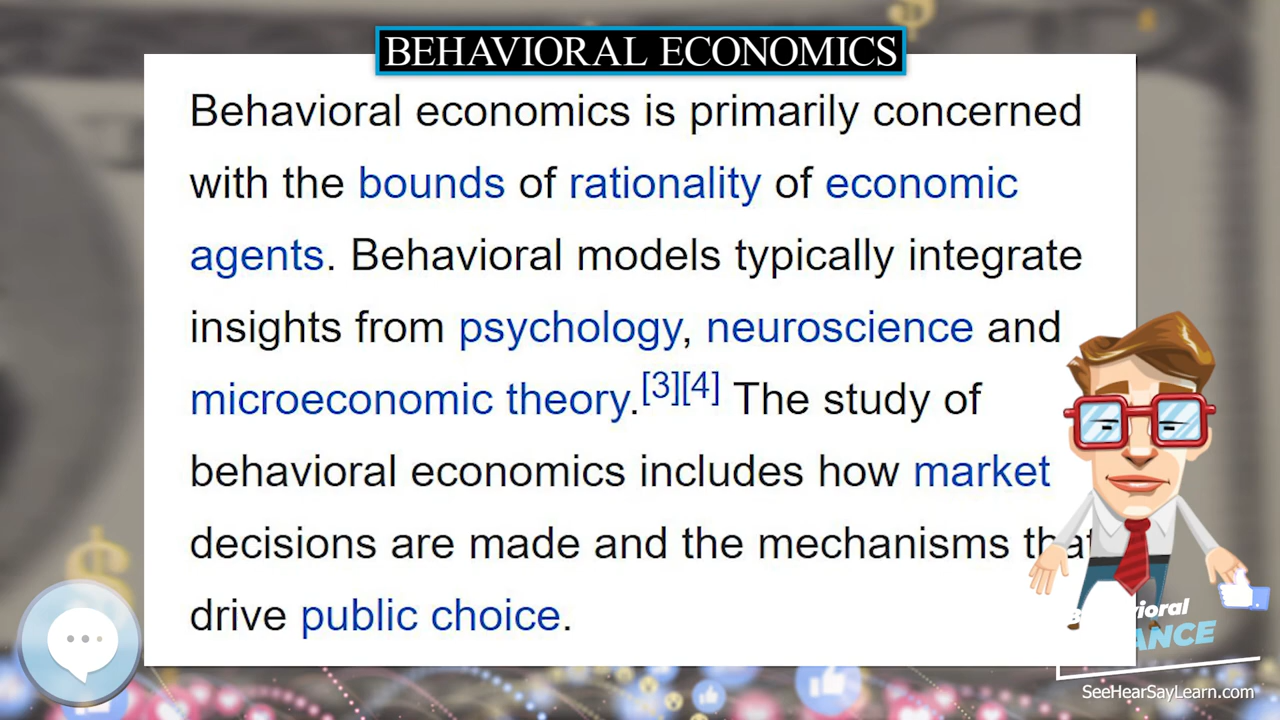 BEHAVIORAL ECONOMICS
Behavioral economics is primarily concerned
with the bounds of rationality of economic
agents. Behavioral models typically integrate
insights from psychology, neuroscience and
microeconomic theory.[3][4] The study of
behavioral economics includes how market
decisions are made and the mechanisms that
drive public choice.
SeeHearSayLearn.com